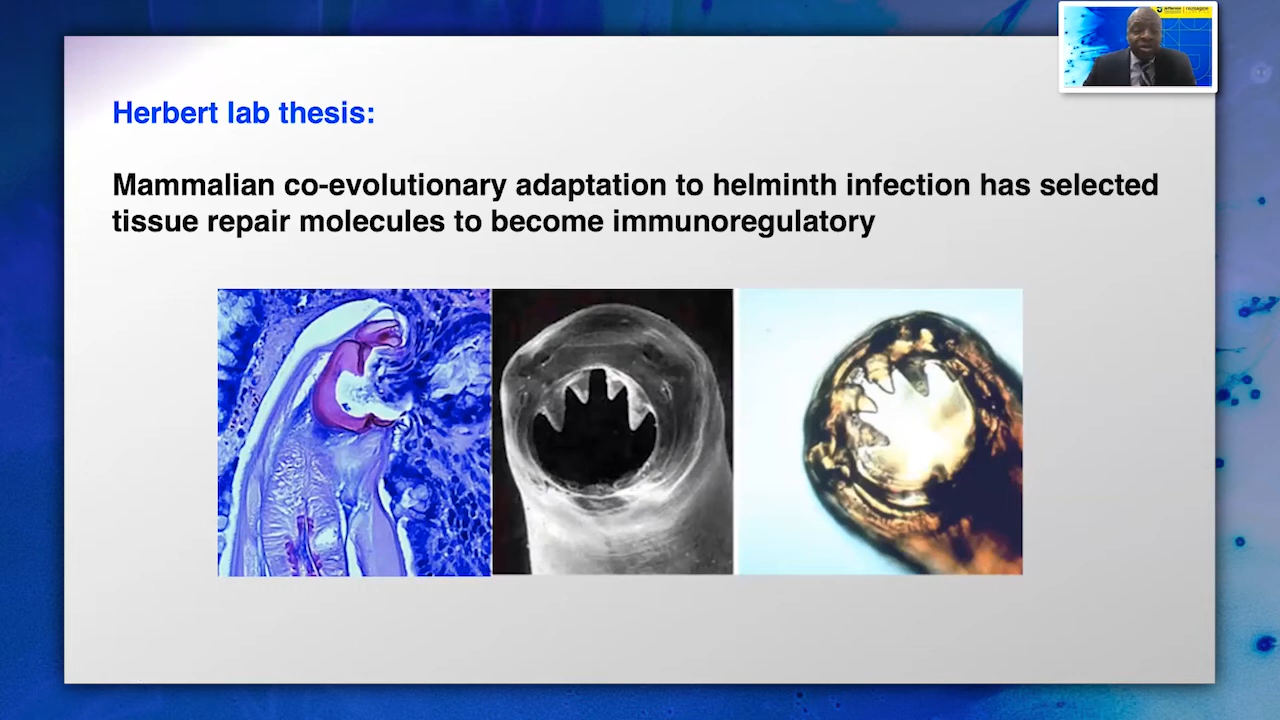 Herbert lab thesis:
Mammalian co-evolutionary adaptation to helminth infection has selected
tissue repair molecules to become immunoregulatory